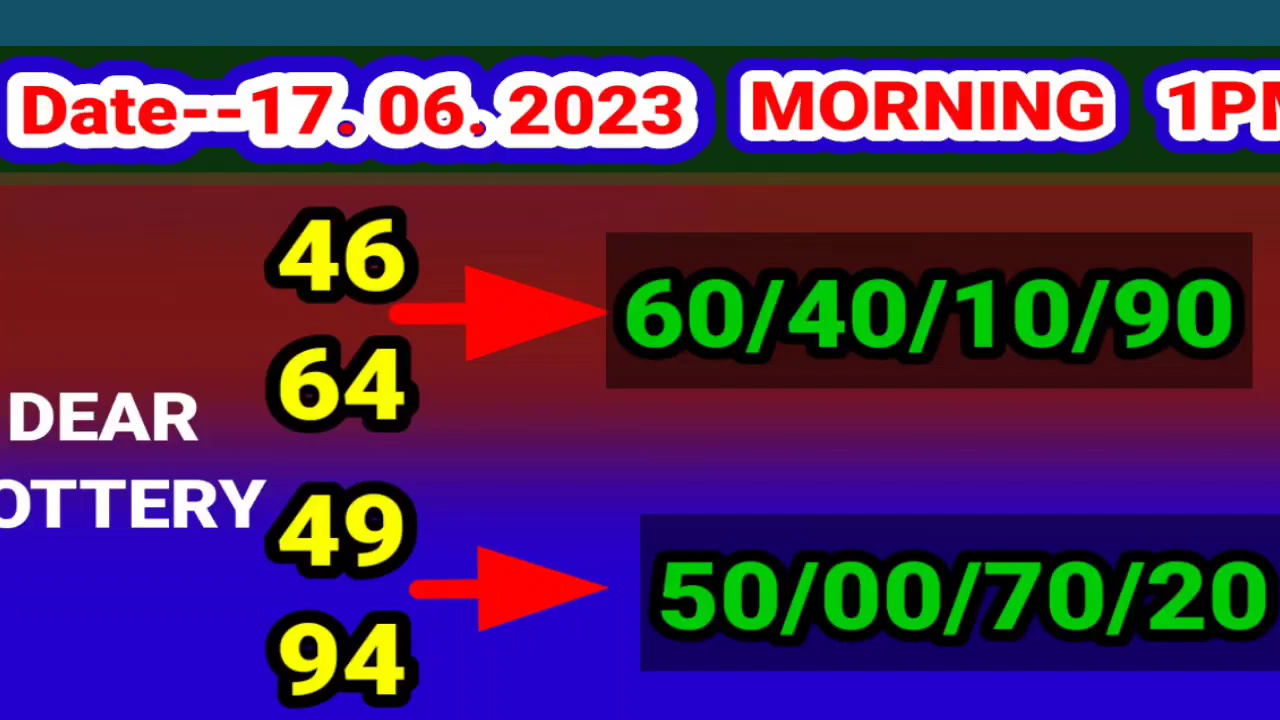 Date--17. 06. 2023 MORNING 1PM
46
60/40/10/90
64
DEAR
OTTERY
49
50/00/70/20
94